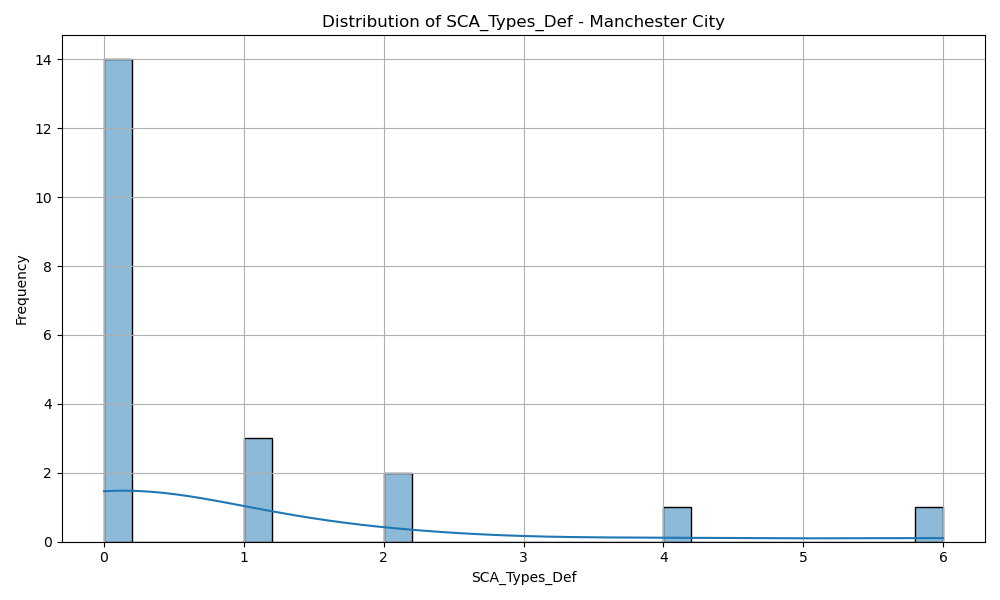 Distribution of SCA_Types_Def - Manchester City
14
12
10
8
6
4
2
0
Frequency
0 1 2 3 4 5 6
SCA_Types_Def